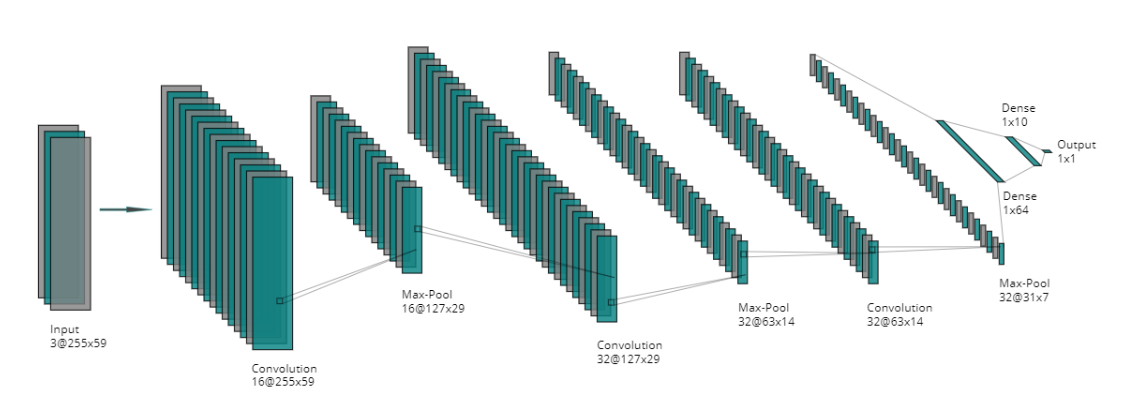 Input
3@255x59
Convolution
16@255x59
Max-Pool
16@127x29
Convolution
32@127x29
Max-Pool
32@63x14
Convolution
32@63x14
Max-Pool
32@31x7
Dense
1x64
Dense
1x10
Output
1x1